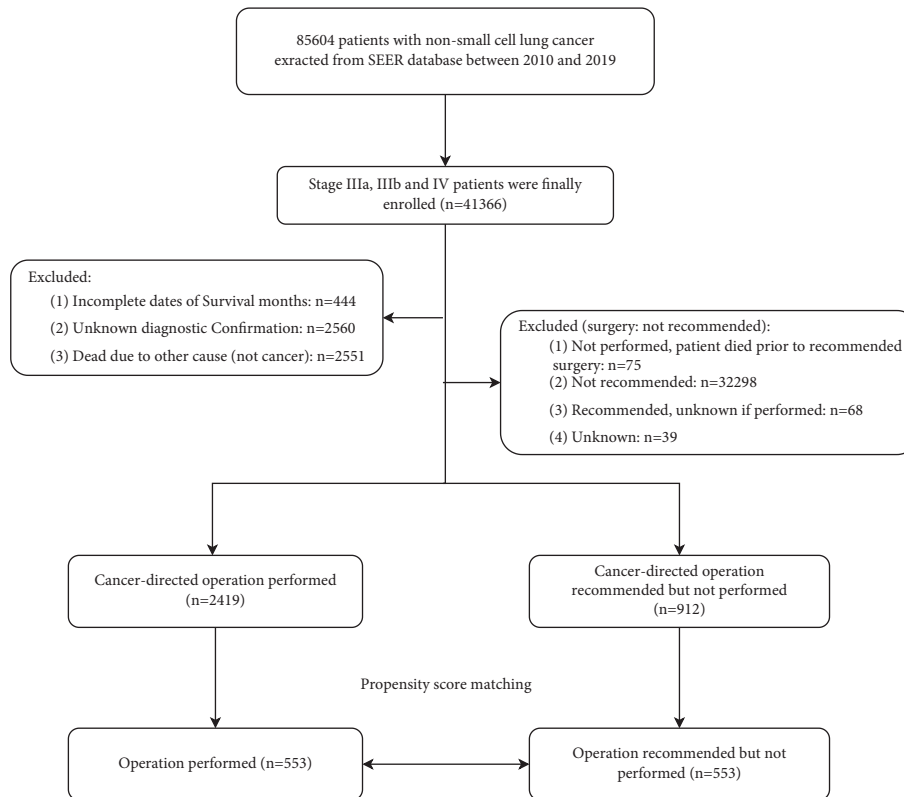 85604 patients with non-small cell lung cancer
exracted from SEER database between 2010 and 2019
Stage IIIa, IIIb and IV patients were finally
enrolled (n=41366)
Excluded:
(1) Incomplete dates of Survival months: n=444
(2) Unknown diagnostic Confirmation: n=2560
(3) Dead due to other cause (not cancer): n=2551
Excluded (surgery: not recommended):
(1) Not performed, patient died prior to recommended
surgery: n=75
(2) Not recommended: n=32298
(3) Recommended, unknown if performed: n=68
(4) Unknown: n=39
Cancer-directed operation performed
(n=2419)
Cancer-directed operation
recommended but not performed
(n=912)
Propensity score matching
Operation performed (n=553)
Operation recommended but not
performed (n=553)